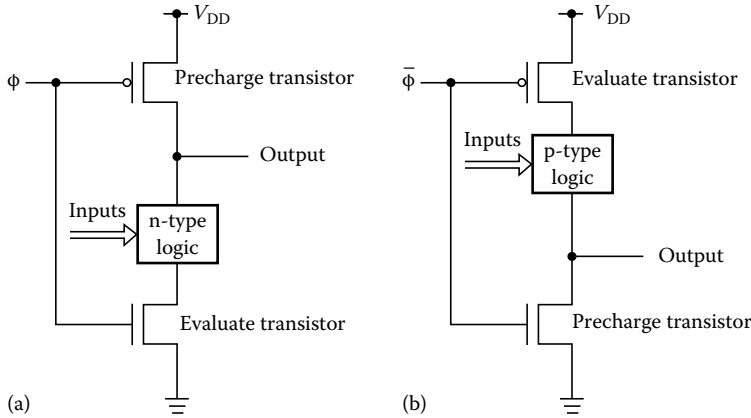 V_DD
ϕ
Precharge transistor
Output
Inputs
n-type
logic
Evaluate transistor
(a)
V_DD
ϕ̄
Evaluate transistor
Inputs
p-type
logic
Output
Precharge transistor
(b)